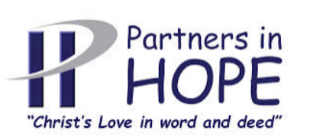 Partners in
HOPE
"Christ's Love in word and deed"